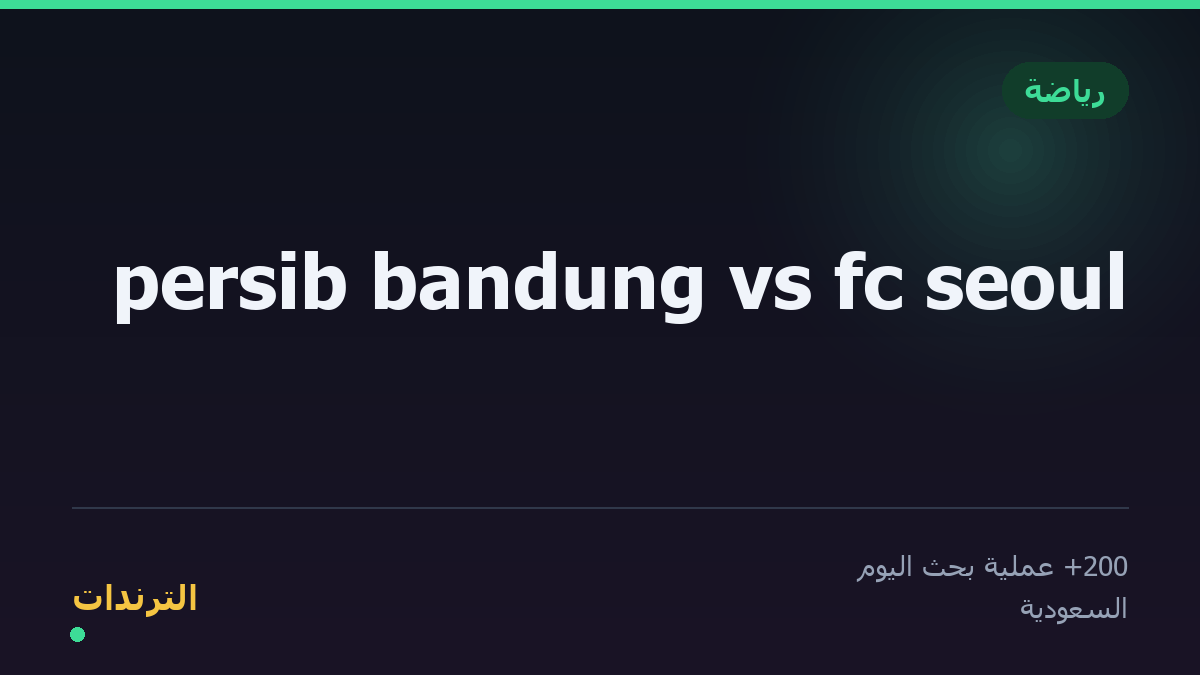 رياضة
persib bandung vs fc seoul
200+ عملية بحث اليوم
السعودية
الترندات